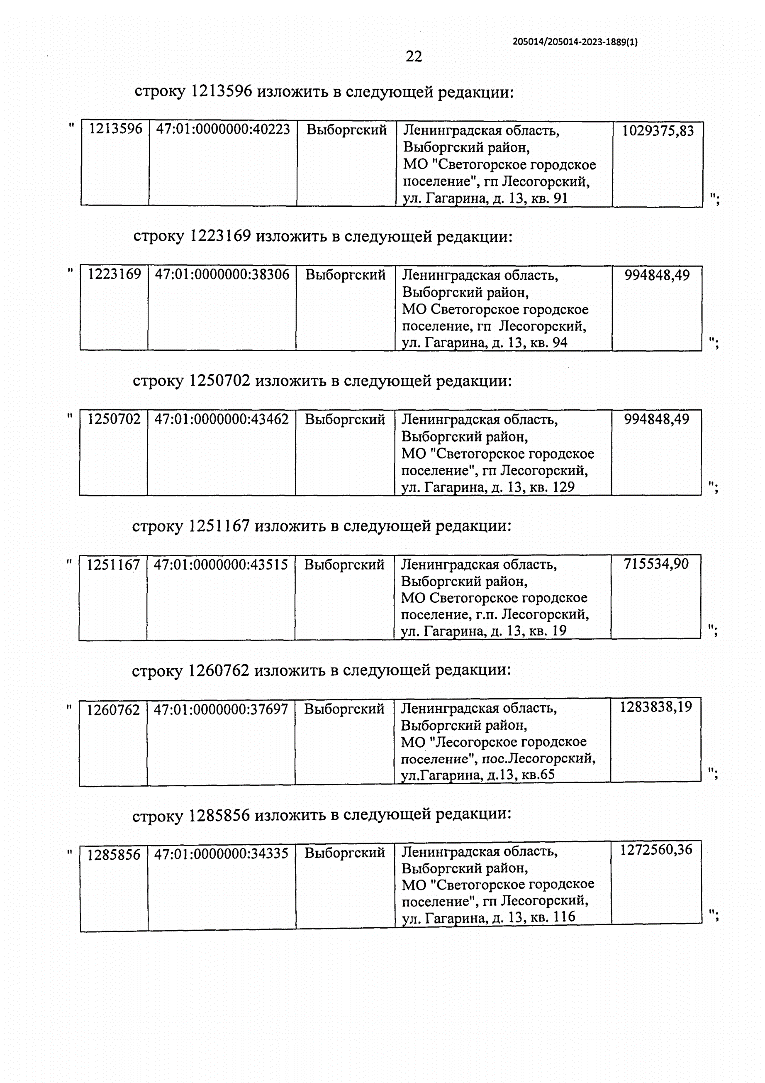 205014/205014-2023-1889(1)
22
строку 1213596 изложить в следующей редакции:
" 1213596 47:01:0000000:40223 Выборгский Ленинградская область, 1029375,83
Выборгский район,
МО "Светогорское городское
поселение", гп Лесогорский,
ул. Гагарина, д. 13, кв. 91 ";
строку 1223169 изложить в следующей редакции:
" 1223169 47:01:0000000:38306 Выборгский Ленинградская область, 994848,49
Выборгский район,
МО Светогорское городское
поселение, гп Лесогорский,
ул. Гагарина, д. 13, кв. 94 ";
строку 1250702 изложить в следующей редакции:
" 1250702 47:01:0000000:43462 Выборгский Ленинградская область, 994848,49
Выборгский район,
МО "Светогорское городское
поселение", гп Лесогорский,
ул. Гагарина, д. 13, кв. 129 ";
строку 1251167 изложить в следующей редакции:
" 1251167 47:01:0000000:43515 Выборгский Ленинградская область, 715534,90
Выборгский район,
МО Светогорское городское
поселение, г.п. Лесогорский,
ул. Гагарина, д. 13, кв. 19 ";
строку 1260762 изложить в следующей редакции:
" 1260762 47:01:0000000:37697 Выборгский Ленинградская область, 1283838,19
Выборгский район,
МО "Лесогорское городское
поселение", пос.Лесогорский,
ул.Гагарина, д.13, кв.65 ";
строку 1285856 изложить в следующей редакции:
" 1285856 47:01:0000000:34335 Выборгский Ленинградская область, 1272560,36
Выборгский район,
МО "Светогорское городское
поселение", гп Лесогорский,
ул. Гагарина, д. 13, кв. 116 ";